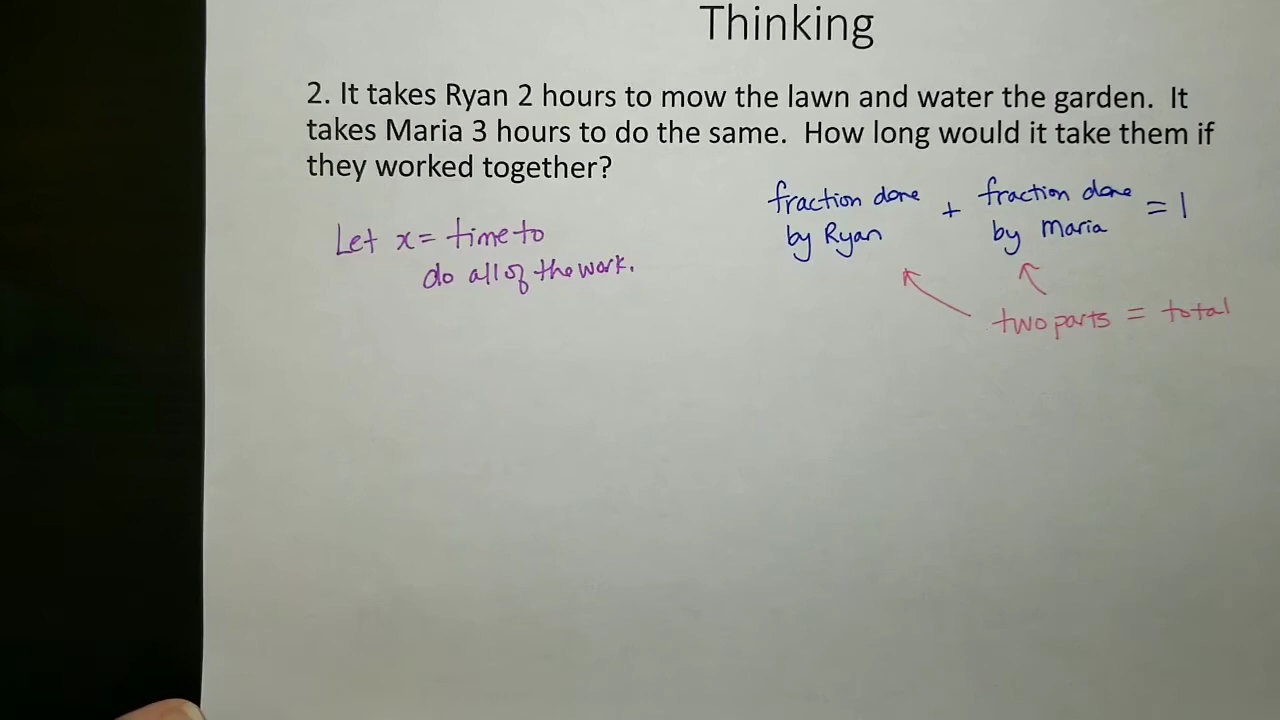 Thinking
2. It takes Ryan 2 hours to mow the lawn and water the garden. It
takes Maria 3 hours to do the same. How long would it take them if
they worked together?
fraction done + fraction done = 1
by Ryan by Maria
Let x = time to
do all of the work.
two parts = total